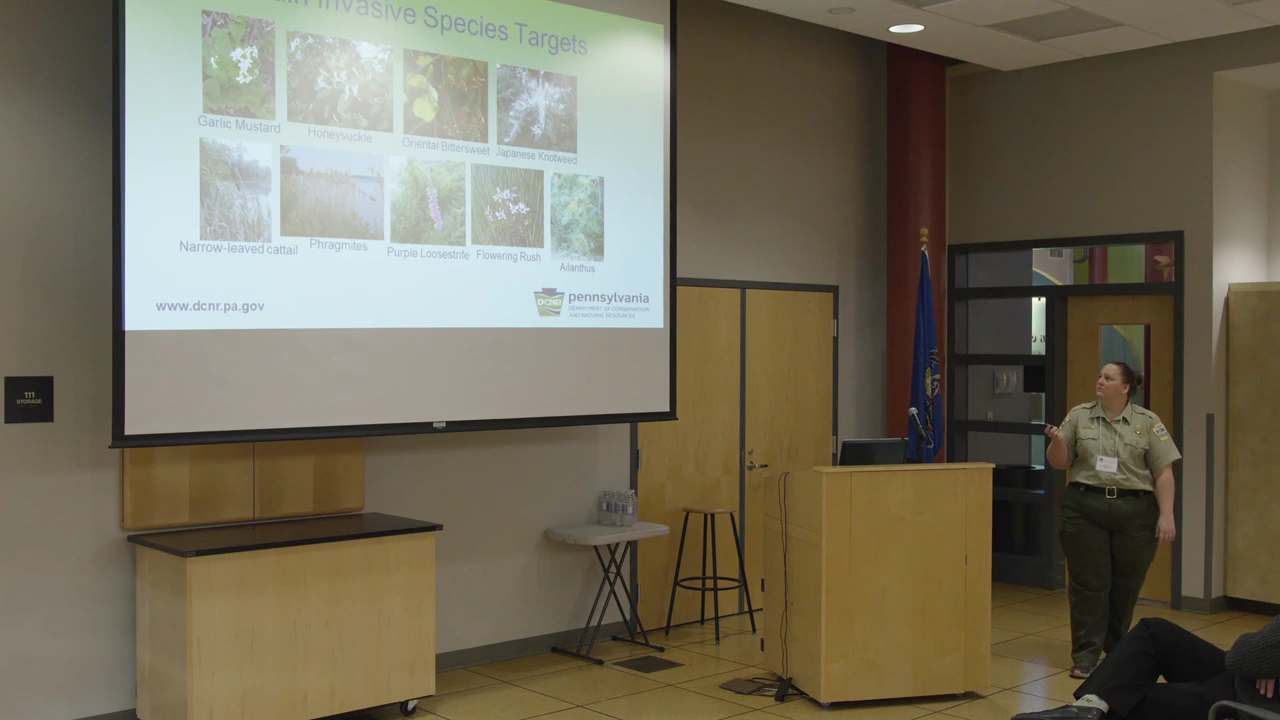 Invasive Species Targets
Garlic Mustard
Honeysuckle
Oriental Bittersweet
Japanese Knotweed
Narrow-leaved cattail
Phragmites
Purple Loosestrife
Flowering Rush
Ailanthus
www.dcnr.pa.gov
DCNR
pennsylvania
DEPARTMENT OF CONSERVATION
AND NATURAL RESOURCES
111
STORAGE